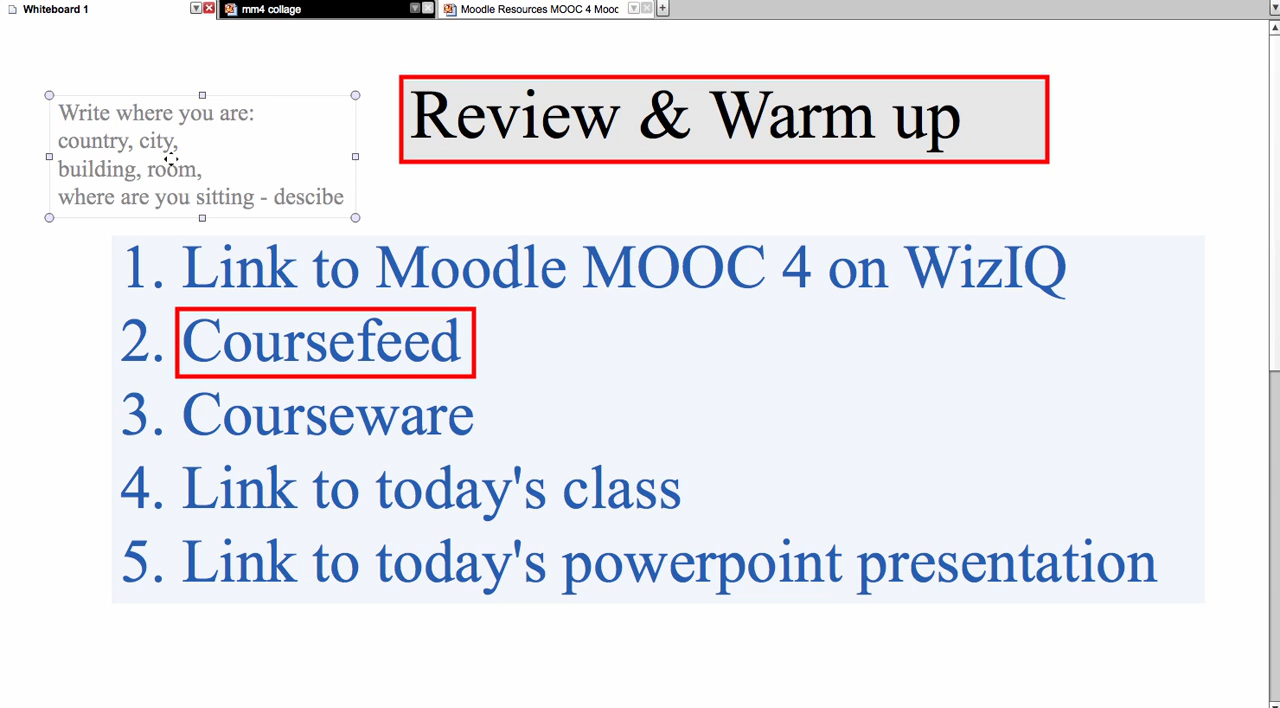 Whiteboard 1
mm4 collage
Moodle Resources MOOC 4 Mooc
Write where you are:
country, city,
building, room,
where are you sitting - descibe
Review & Warm up
1. Link to Moodle MOOC 4 on WizIQ
2. Coursefeed
3. Courseware
4. Link to today's class
5. Link to today's powerpoint presentation